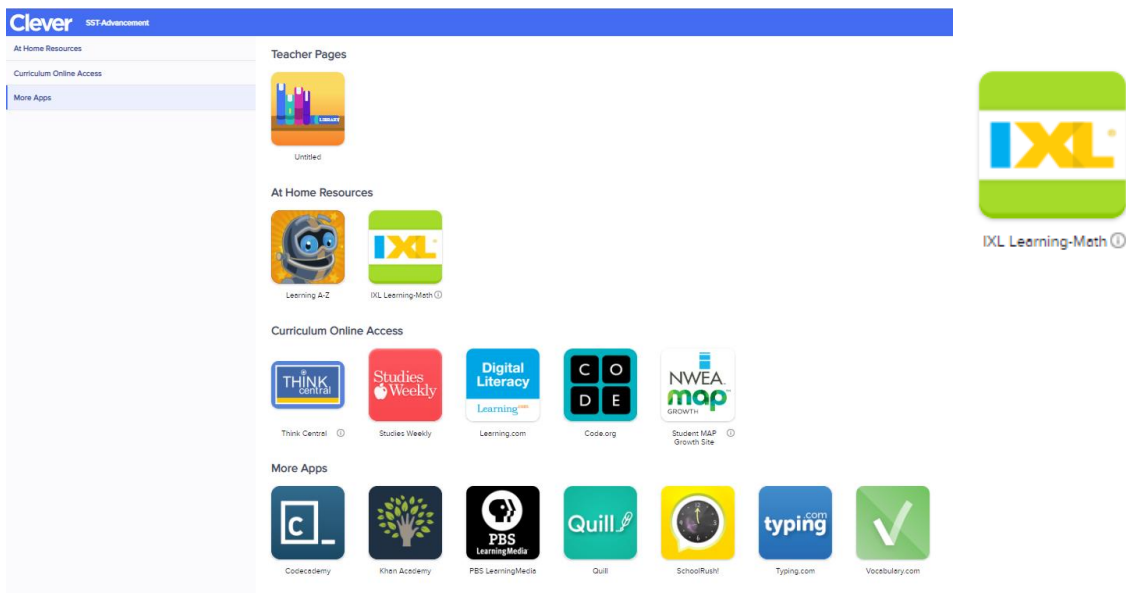 Clever SST-Advancement
At Home Resources
Curriculum Online Access
More Apps
Teacher Pages
LIBRARY
Untitled
At Home Resources
IXL
Learning A-Z
IXL Learning-Math
Curriculum Online Access
THINK
central
Studies
Weekly
Digital
Literacy
Learning.com
C O
D E
NWEA
map
GROWTH
Think Central
Studies Weekly
Learning.com
Code.org
Student MAP
Growth Site
More Apps
C_
PBS
LearningMedia
Quill
typing.com
Codecademy
Khan Academy
PBS LearningMedia
Quill
SchoolRush!
Typing.com
Vocabulary.com
IXL
IXL Learning-Math